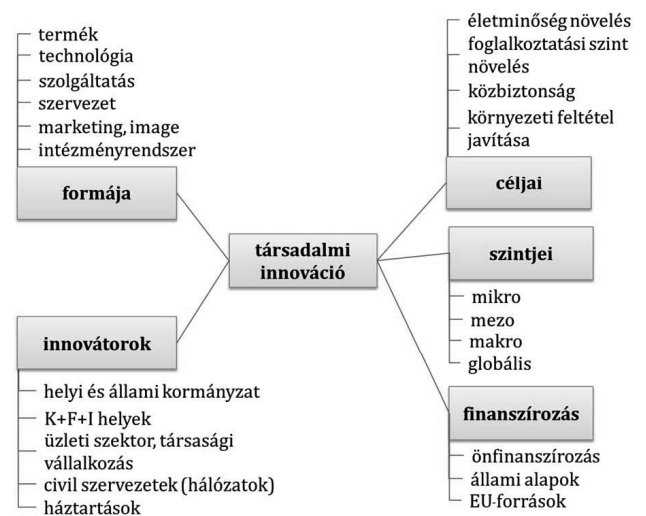 termék
technológia
szolgáltatás
szervezet
marketing, image
intézményrendszer
formája
társadalmi
innováció
innovátorok
helyi és állami kormányzat
K+F+I helyek
üzleti szektor, társasági
vállalkozás
civil szervezetek (hálózatok)
háztartások
életminőség növelés
foglalkoztatási szint
növelés
közbiztonság
környezeti feltétel
javítása
céljai
szintjei
mikro
mezo
makro
globális
finanszírozás
önfinanszírozás
állami alapok
EU-források